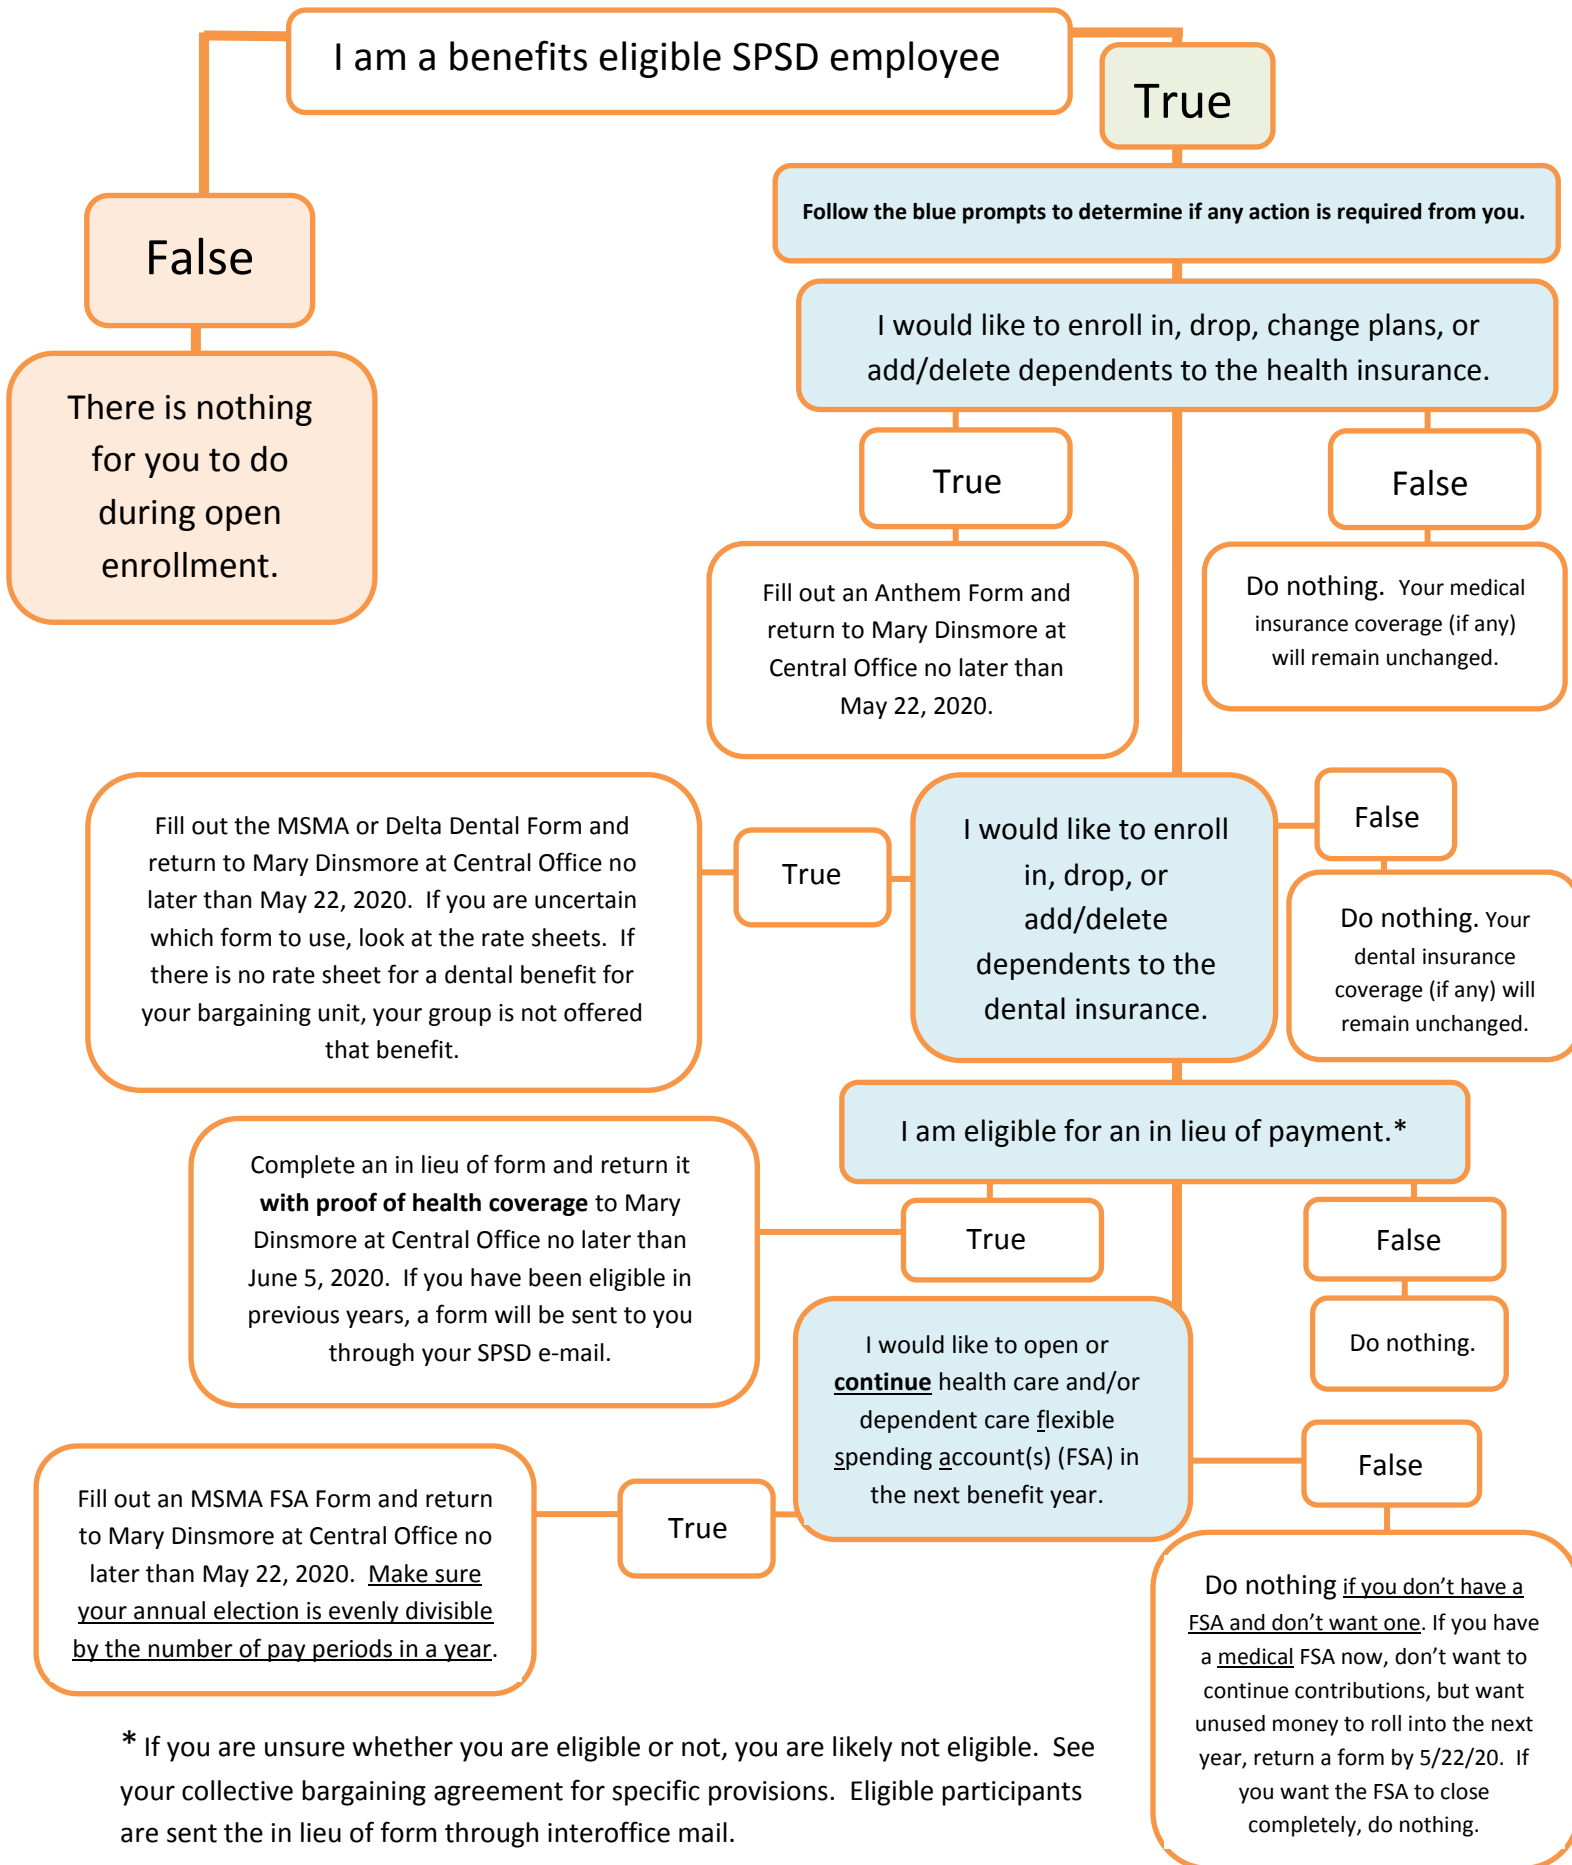 I am a benefits eligible SPSD employee
True
False
There is nothing
for you to do
during open
enrollment.
Follow the blue prompts to determine if any action is required from you.
I would like to enroll in, drop, change plans, or
add/delete dependents to the health insurance.
True
False
Fill out an Anthem Form and
return to Mary Dinsmore at
Central Office no later than
May 22, 2020.
Do nothing. Your medical
insurance coverage (if any)
will remain unchanged.
I would like to enroll
in, drop, or
add/delete
dependents to the
dental insurance.
True
Fill out the MSMA or Delta Dental Form and
return to Mary Dinsmore at Central Office no
later than May 22, 2020. If you are uncertain
which form to use, look at the rate sheets. If
there is no rate sheet for a dental benefit for
your bargaining unit, your group is not offered
that benefit.
False
Do nothing. Your
dental insurance
coverage (if any) will
remain unchanged.
I am eligible for an in lieu of payment.*
True
Complete an in lieu of form and return it
with proof of health coverage to Mary
Dinsmore at Central Office no later than
June 5, 2020. If you have been eligible in
previous years, a form will be sent to you
through your SPSD e-mail.
False
Do nothing.
I would like to open or
continue health care and/or
dependent care flexible
spending account(s) (FSA) in
the next benefit year.
True
Fill out an MSMA FSA Form and return
to Mary Dinsmore at Central Office no
later than May 22, 2020. Make sure
your annual election is evenly divisible
by the number of pay periods in a year.
False
Do nothing if you don't have a
FSA and don't want one. If you have
a medical FSA now, don't want to
continue contributions, but want
unused money to roll into the next
year, return a form by 5/22/20. If
you want the FSA to close
completely, do nothing.
* If you are unsure whether you are eligible or not, you are likely not eligible. See
your collective bargaining agreement for specific provisions. Eligible participants
are sent the in lieu of form through interoffice mail.